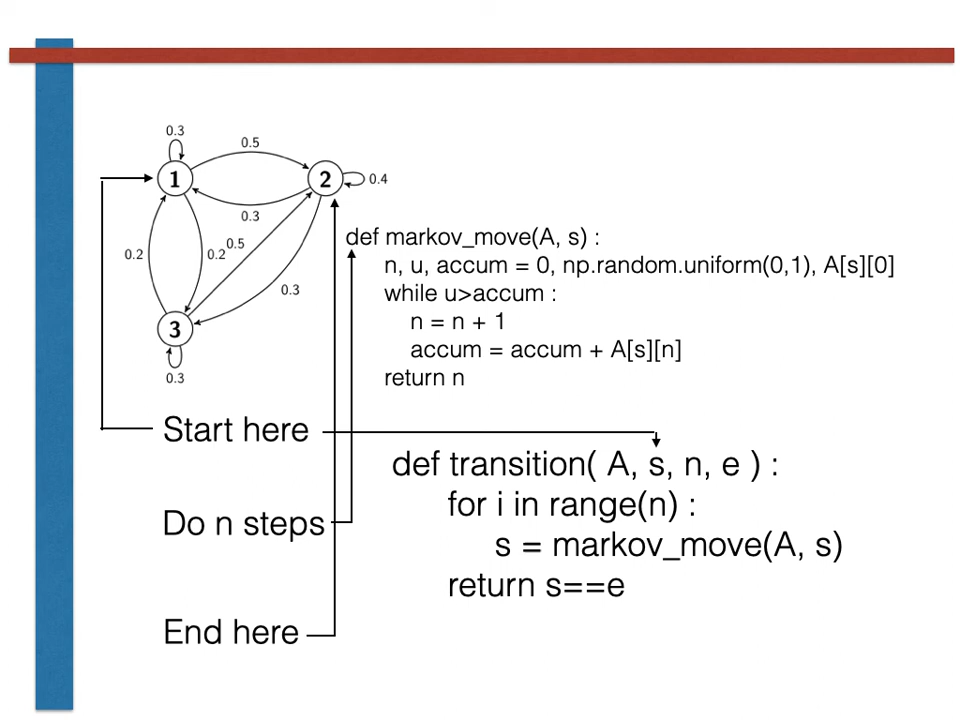 0.3
0.5
1
2
0.4
0.3
0.2
0.2
0.5
0.3
3
0.3
def markov_move(A, s) :
n, u, accum = 0, np.random.uniform(0,1), A[s][0]
while u>accum :
n = n + 1
accum = accum + A[s][n]
return n
Start here
Do n steps
End here
def transition( A, s, n, e ) :
for i in range(n) :
s = markov_move(A, s)
return s==e